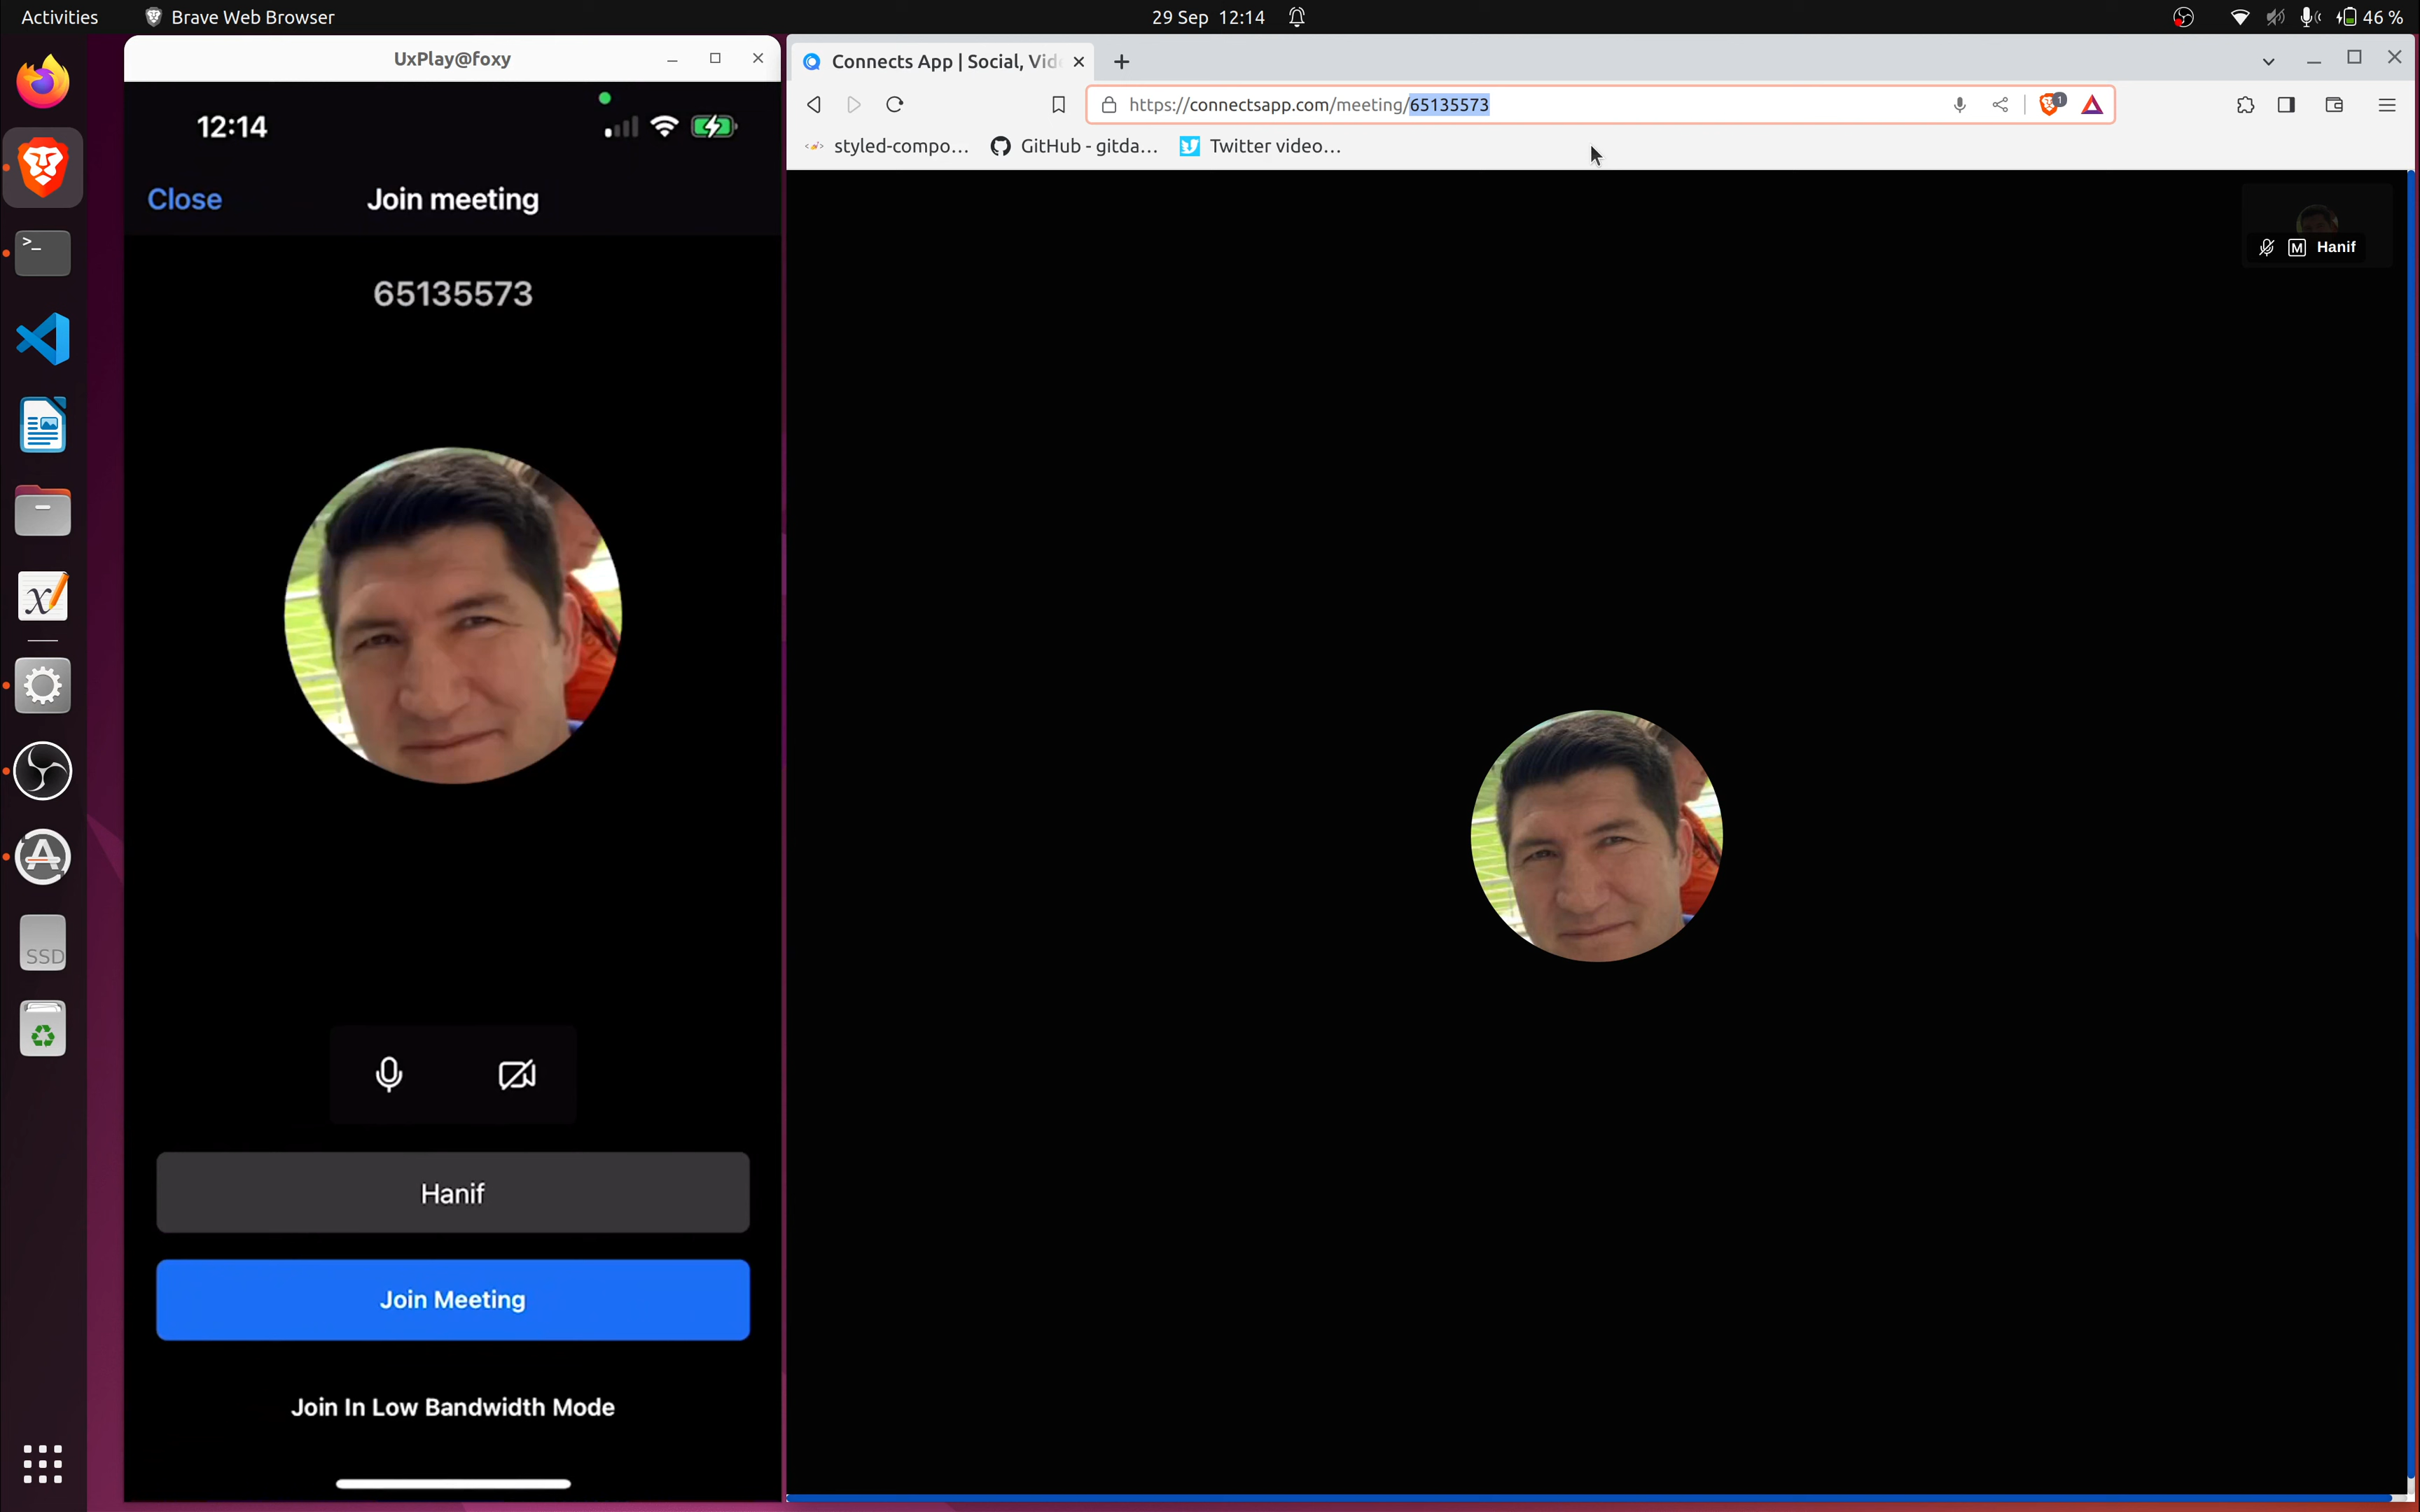 Activities Brave Web Browser 29 Sep 12:14 46 %
UxPlay@foxy
12:14
Close Join meeting
65135573
Hanif
Join Meeting
Join In Low Bandwidth Mode
Connects App | Social, Vid
https://connectsapp.com/meeting/65135573 1
styled-compo... GitHub - gitda... Twitter video...
M Hanif
>_
SSD